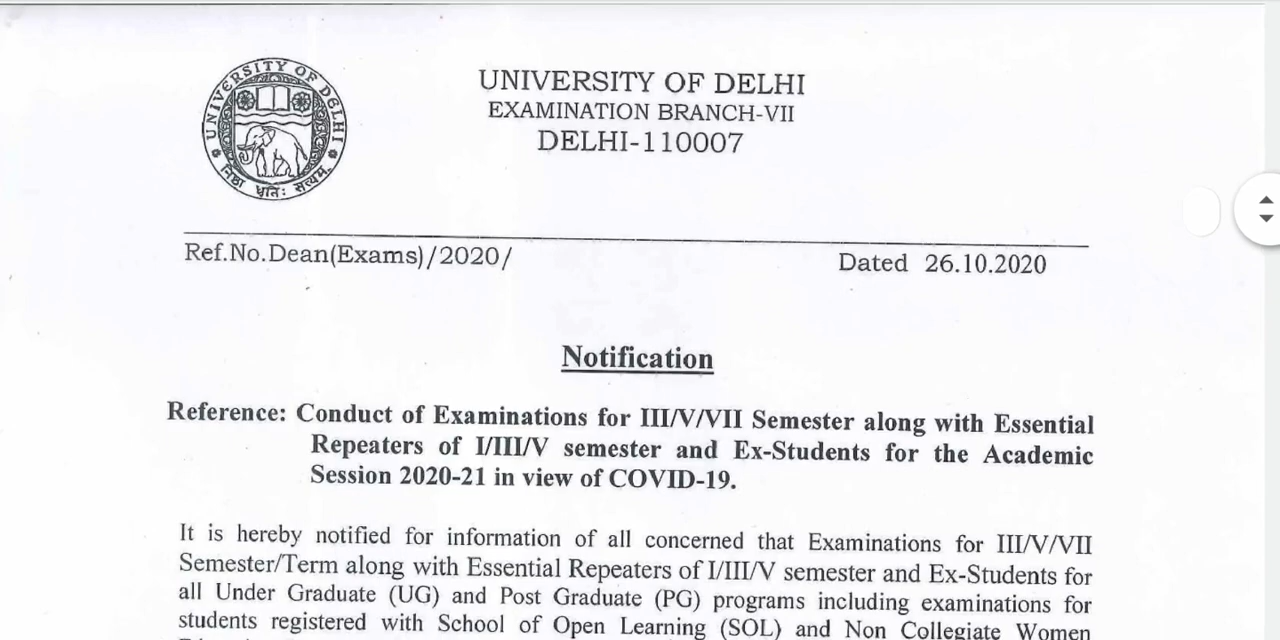 UNIVERSITY OF DELHI
निष्ठा धृतिः सत्यम्
UNIVERSITY OF DELHI
EXAMINATION BRANCH-VII
DELHI-110007
Ref.No.Dean(Exams)/2020/
Dated 26.10.2020
Notification
Reference: Conduct of Examinations for III/V/VII Semester along with Essential
Repeaters of I/III/V semester and Ex-Students for the Academic
Session 2020-21 in view of COVID-19.
It is hereby notified for information of all concerned that Examinations for III/V/VII
Semester/Term along with Essential Repeaters of I/III/V semester and Ex-Students for
all Under Graduate (UG) and Post Graduate (PG) programs including examinations for
students registered with School of Open Learning (SOL) and Non Collegiate Women